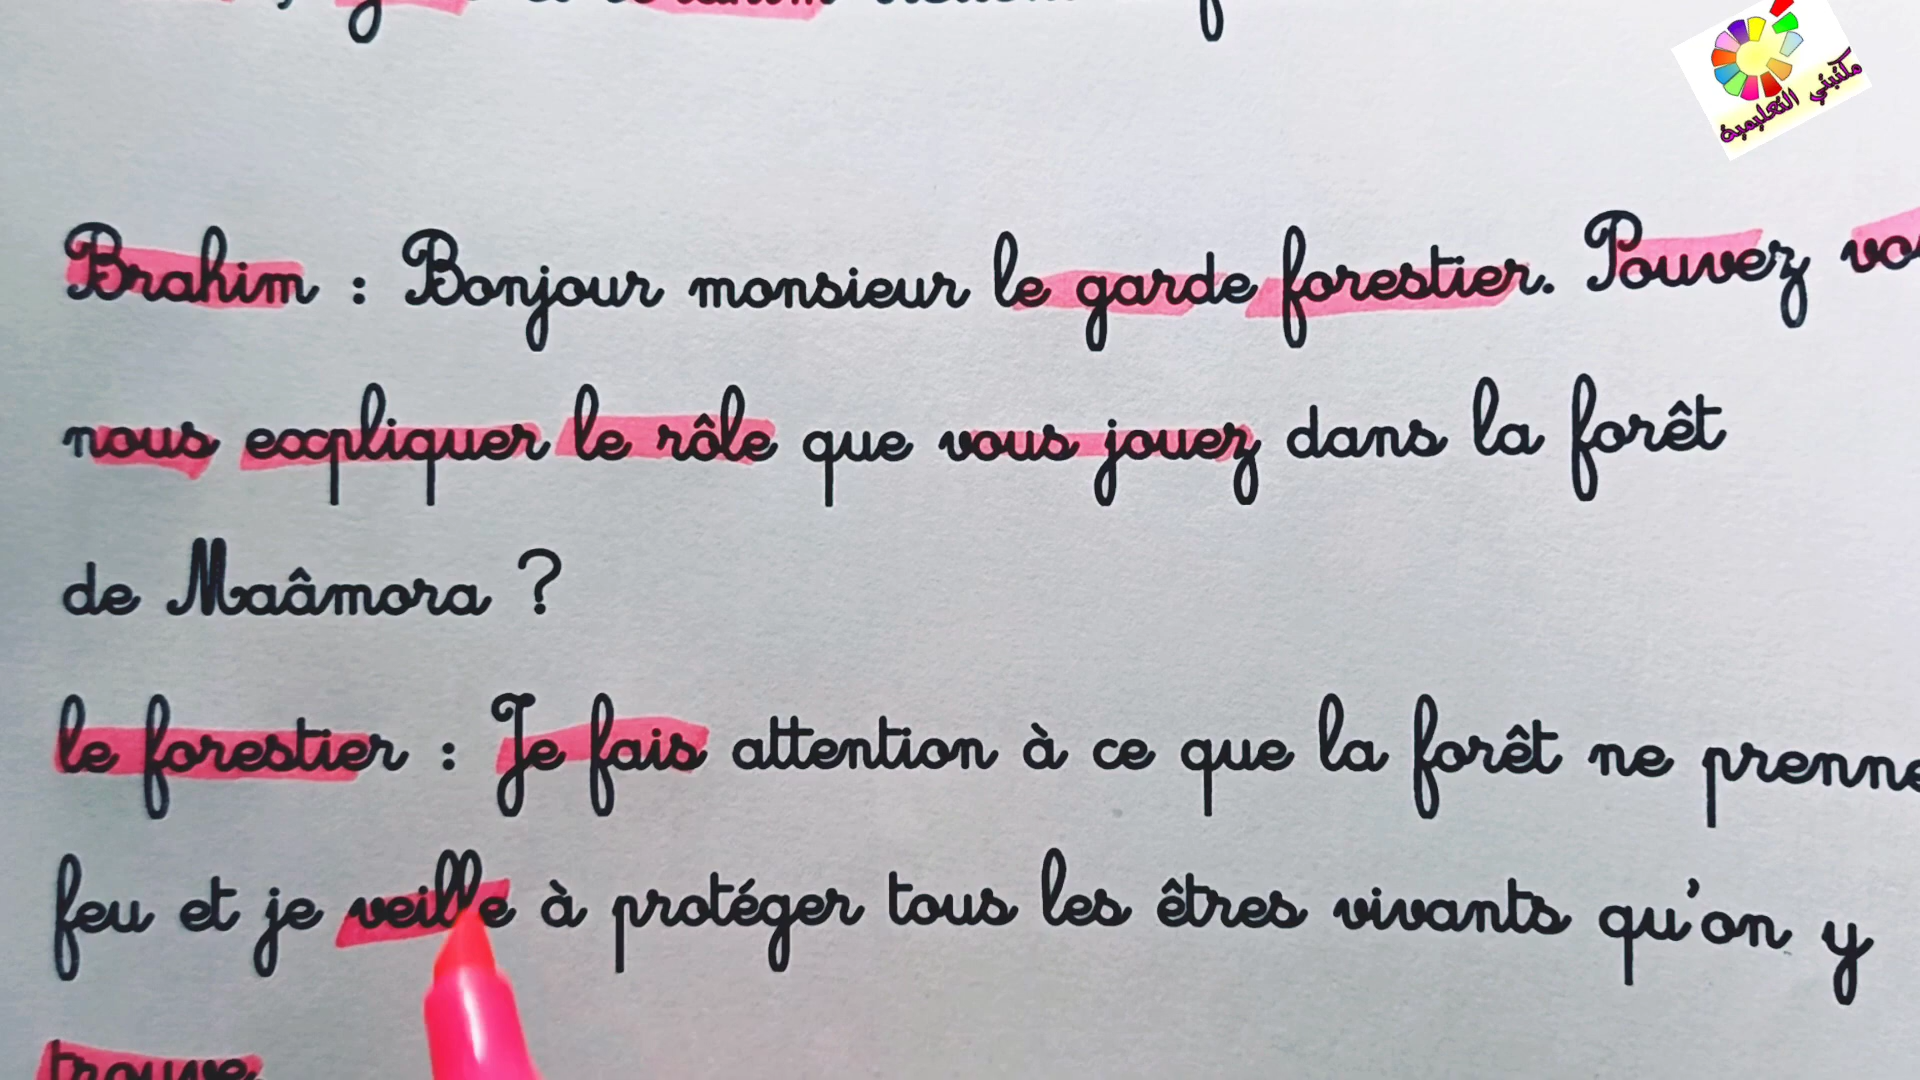 مكتبتي التعليمية
Brahim : Bonjour monsieur le garde forestier. Pouvez
nous expliquer le rôle que vous jouez dans la forêt
de Maâmora ?
le forestier : Je fais attention à ce que la forêt ne prenne
feu et je veille à protéger tous les êtres vivants qu'on y
trouve